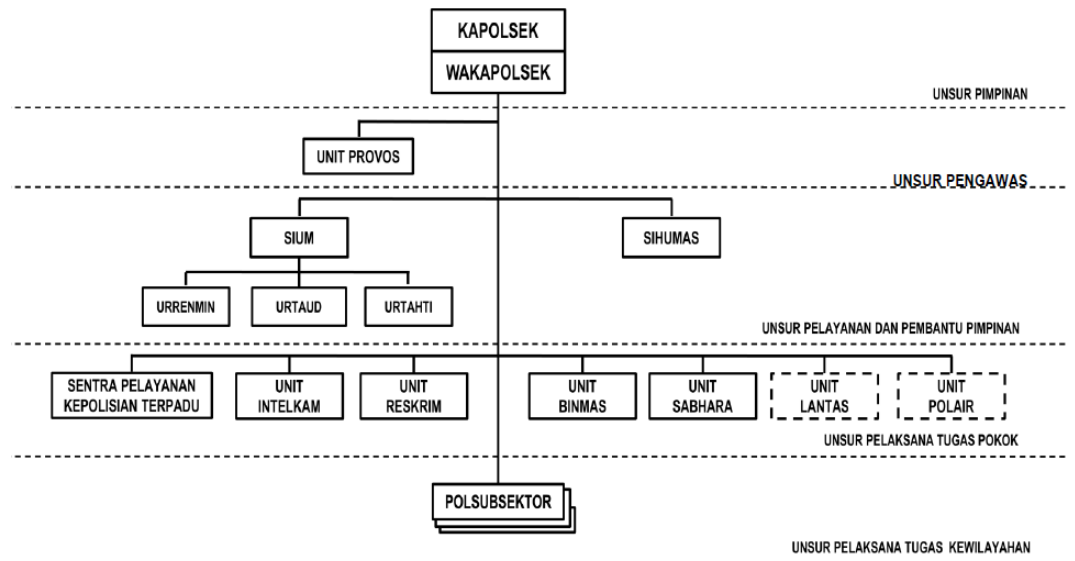 KAPOLSEK
WAKAPOLSEK
UNSUR PIMPINAN
UNIT PROVOS
UNSUR PENGAWAS
SIUM
SIHUMAS
URRENMIN
URTAUD
URTAHTI
UNSUR PELAYANAN DAN PEMBANTU PIMPINAN
SENTRA PELAYANAN
KEPOLISIAN TERPADU
UNIT
INTELKAM
UNIT
RESKRIM
UNIT
BINMAS
UNIT
SABHARA
UNIT
LANTAS
UNIT
POLAIR
UNSUR PELAKSANA TUGAS POKOK
POLSUBSEKTOR
UNSUR PELAKSANA TUGAS KEWILAYAHAN